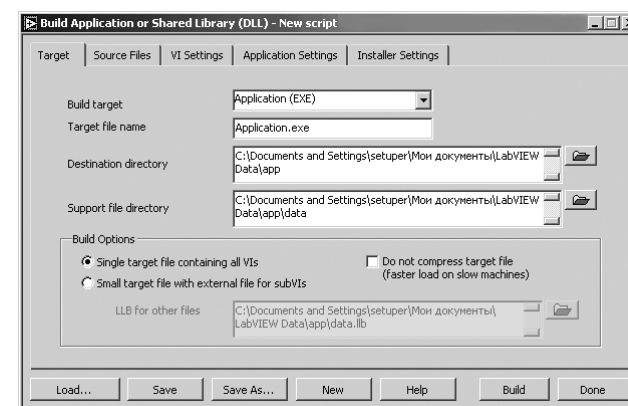 Build Application or Shared Library (DLL) - New script
Target Source Files VI Settings Application Settings Installer Settings
Build target Application (EXE)
Target file name Application.exe
Destination directory C:\Documents and Settings\setuper\Мои документы\LabVIEW
Data\app
Support file directory C:\Documents and Settings\setuper\Мои документы\LabVIEW
Data\app\data
Build Options
Single target file containing all VIs
Small target file with external file for subVIs
Do not compress target file
(faster load on slow machines)
LLB for other files C:\Documents and Settings\setuper\Мои документы\
LabVIEW Data\app\data.llb
Load... Save Save As... New Help Build Done